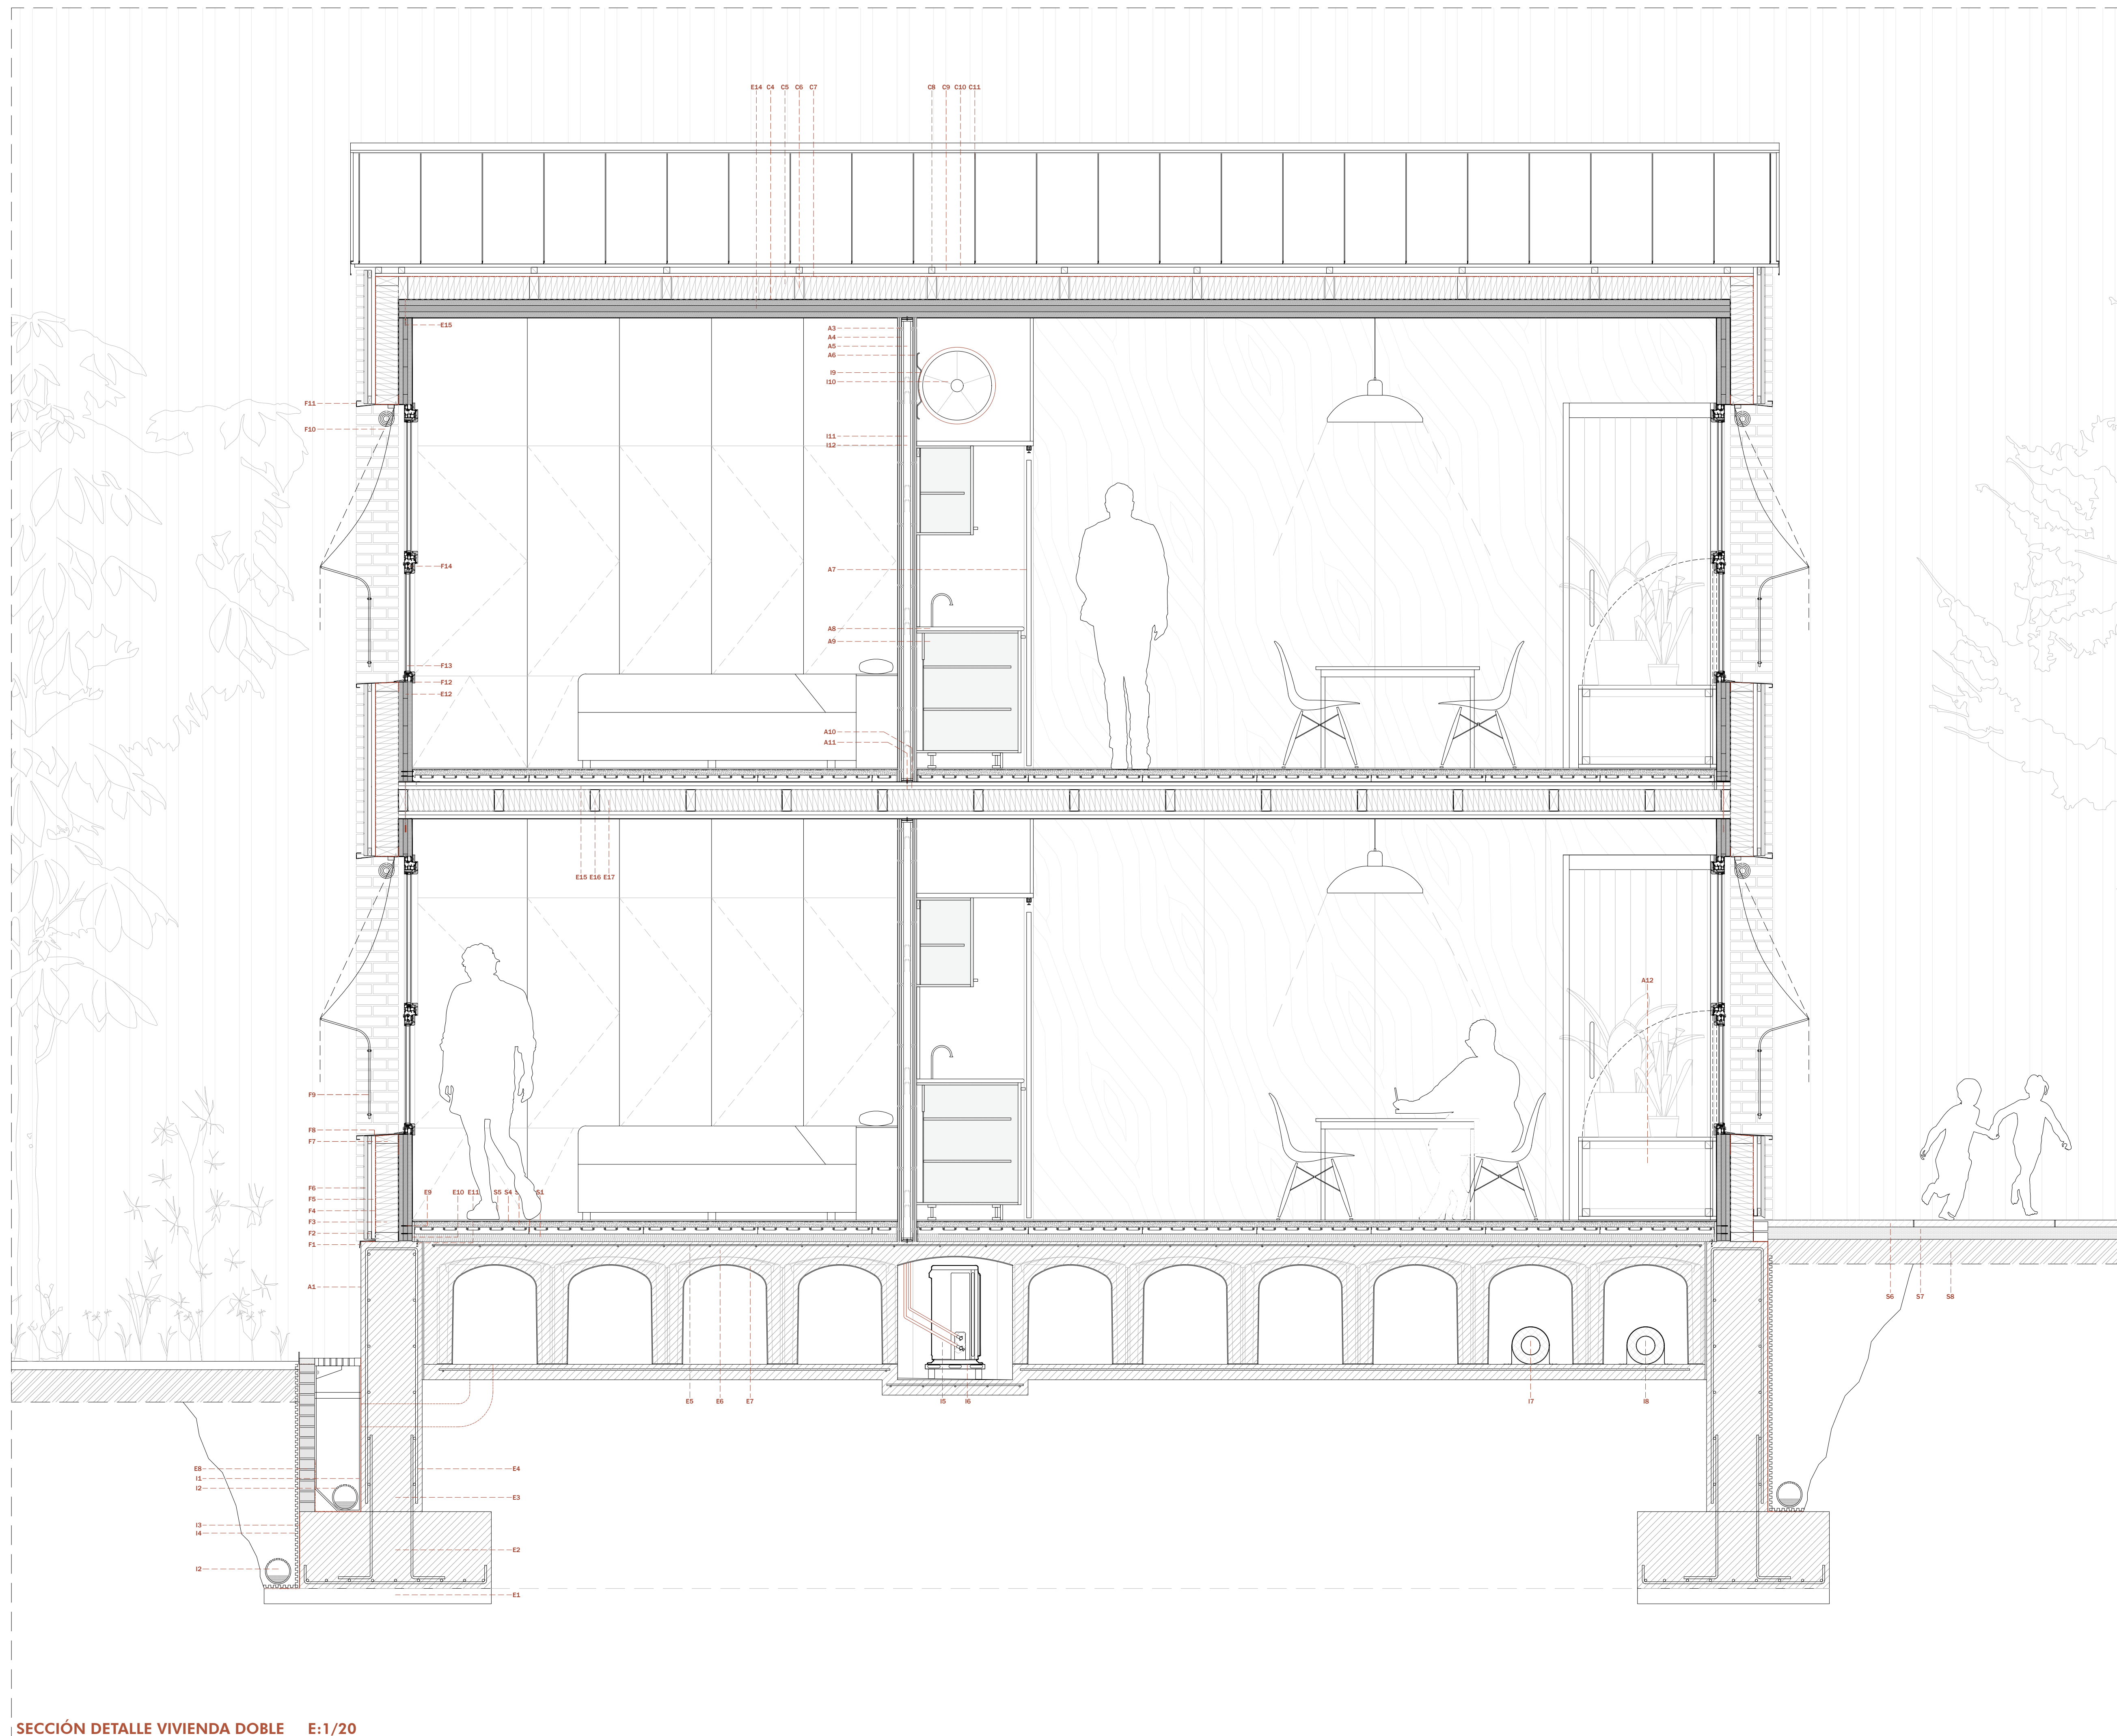 E14 C4 C5 C6 C7 C8 C9 C10 C11
E15
A3
A4
A5
A6
I9
I10
F11
F10
I11
I12
F14
A7
A8
A9
F13
F12
E12
A10
A11
E15 E16 E17
A12
F9
F8
F7
F6
F5
F4
F3
F2
F1
E9 E10 E11 S5 S4 S1
A1
S6 S7 S8
E5 E6 E7 I5 I6 I7 I8
E8
I1
I2
E4
E3
I3
I4
E2
I2
E1
SECCIÓN DETALLE VIVIENDA DOBLE E:1/20